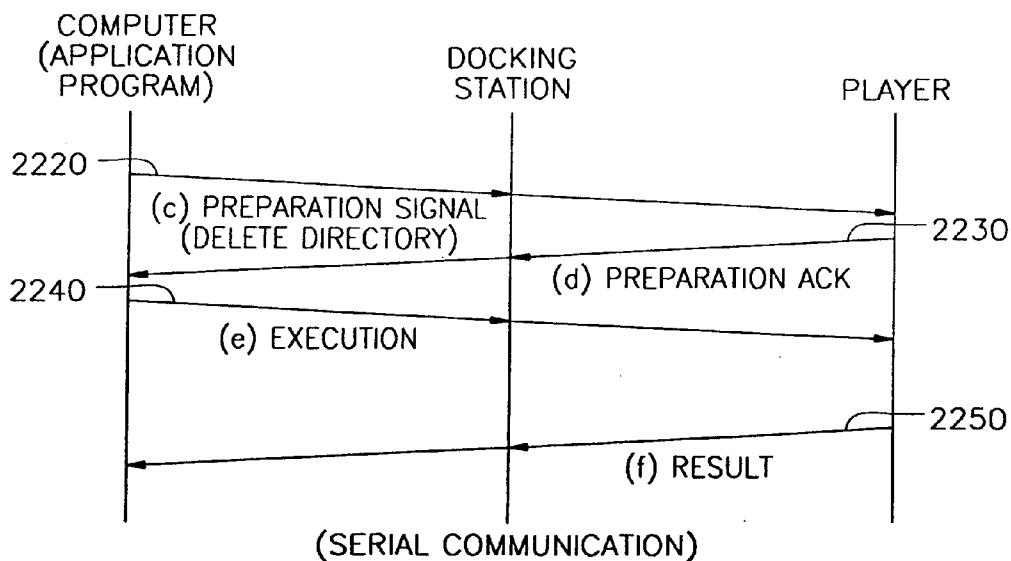 COMPUTER
(APPLICATION
PROGRAM)
DOCKING
STATION
PLAYER
2220
(c) PREPARATION SIGNAL
(DELETE DIRECTORY)
2230
(d) PREPARATION ACK
2240
(e) EXECUTION
2250
(f) RESULT
(SERIAL COMMUNICATION)